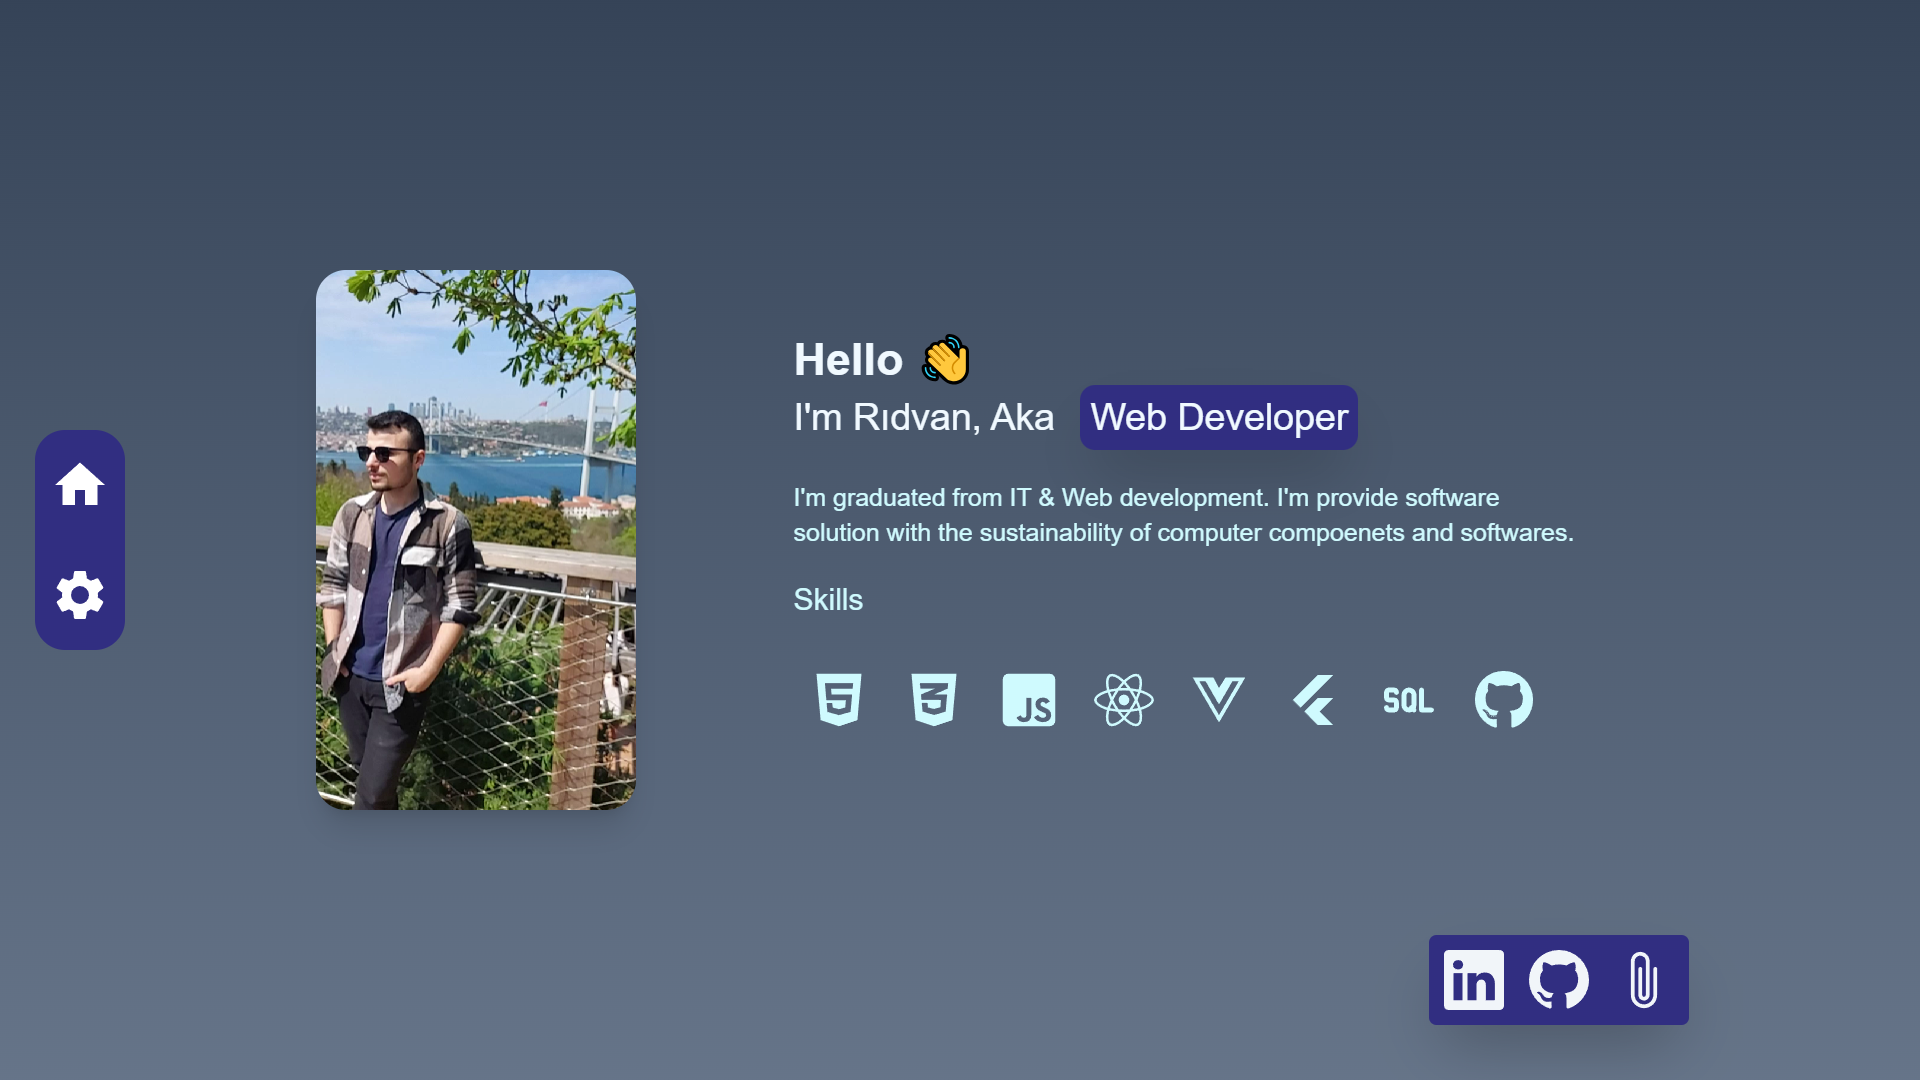 Hello 👋
I'm Rıdvan, Aka Web Developer
I'm graduated from IT & Web development. I'm provide software
solution with the sustainability of computer compoenets and softwares.
Skills
5 3 JS SQL
in